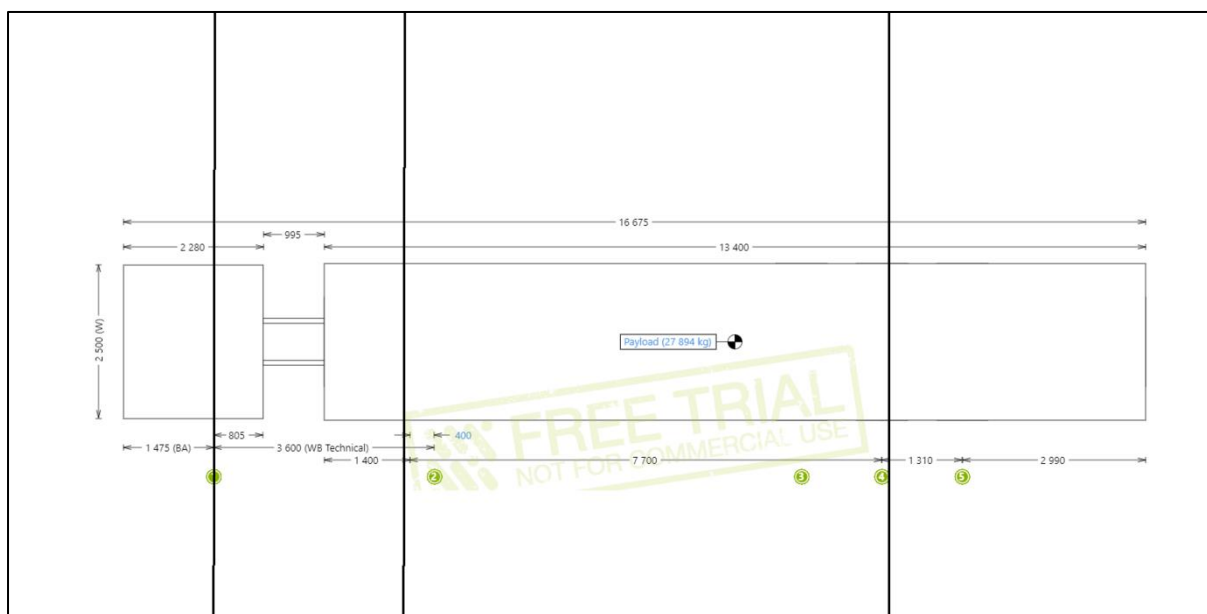 16 675
995
2 280
13 400
2 500 (W)
Payload (27 894 kg)
FREE TRIAL
NOT FOR COMMERCIAL USE
805
400
1 475 (BA)
3 600 (WB Technical)
1 400
7 700
1 310
2 990
2
3
4
5